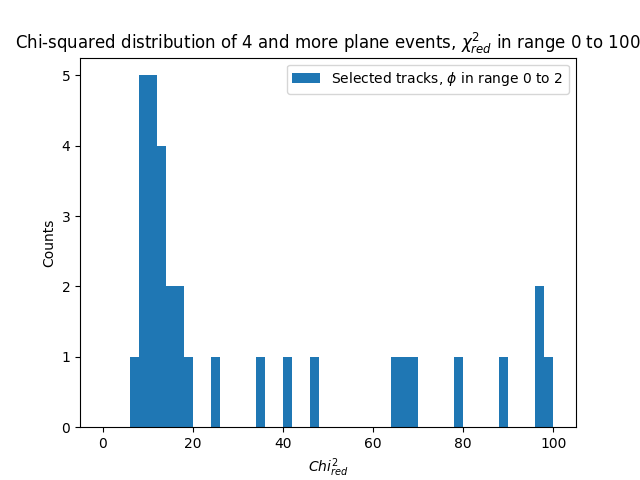 Chi-squared distribution of 4 and more plane events, χ²red in range 0 to 100
Selected tracks, ϕ in range 0 to 2
5
4
3
2
1
0
Counts
0 20 40 60 80 100
Chi²red